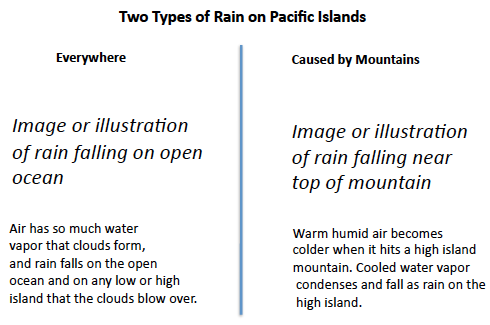 Two Types of Rain on Pacific Islands
Everywhere
Image or illustration
of rain falling on open
ocean
Air has so much water
vapor that clouds form,
and rain falls on the open
ocean and on any low or high
island that the clouds blow over.
Caused by Mountains
Image or illustration
of rain falling near
top of mountain
Warm humid air becomes
colder when it hits a high island
mountain. Cooled water vapor
condenses and fall as rain on the
high island.